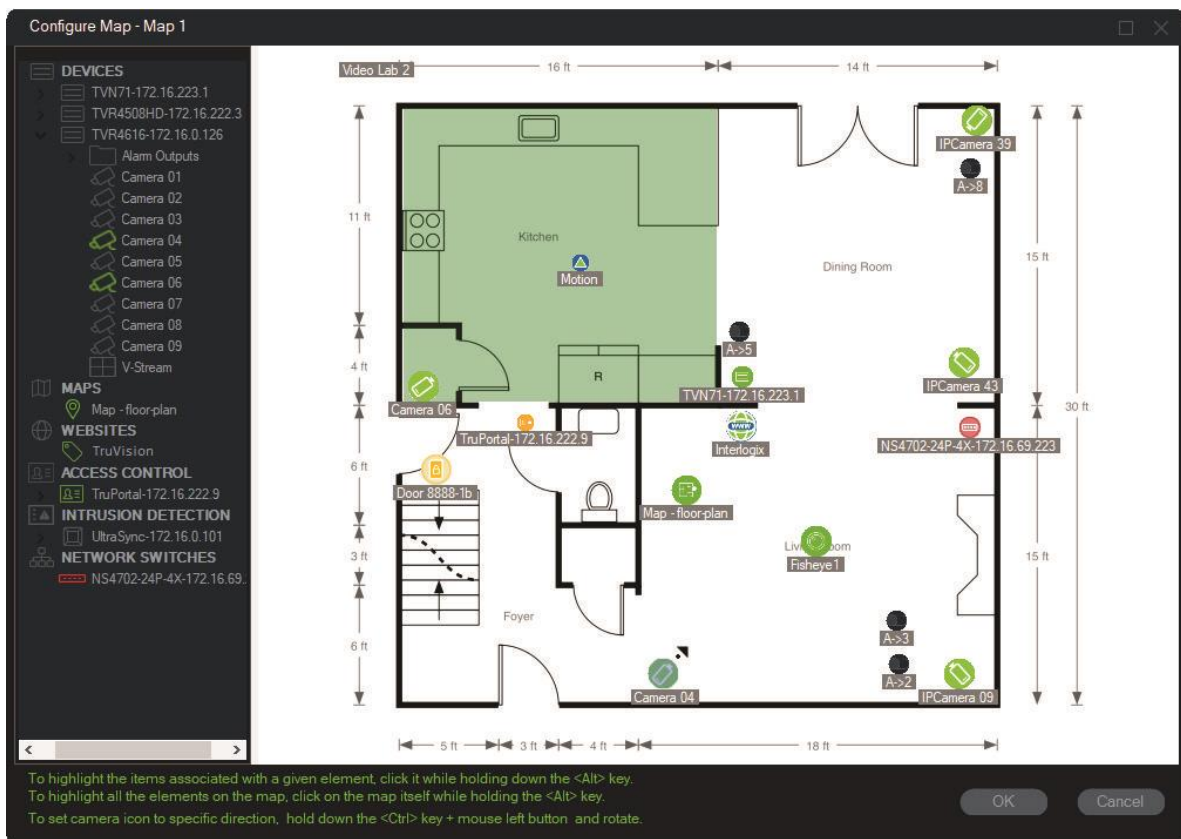 Configure Map - Map 1
DEVICES
TVN71-172.16.223.1
TVR4508HD-172.16.222.3
TVR4616-172.16.0.126
Alarm Outputs
Camera 01
Camera 02
Camera 03
Camera 04
Camera 05
Camera 06
Camera 07
Camera 08
Camera 09
V-Stream
MAPS
Map - floor-plan
WEBSITES
TruVision
ACCESS CONTROL
TruPortal-172.16.222.9
INTRUSION DETECTION
UltraSync-172.16.0.101
NETWORK SWITCHES
NS4702-24P-4X-172.16.69.
Video Lab 2
16 ft
14 ft
IPCamera 39
A->8
11 ft
Kitchen
Motion
Dining Room
15 ft
A->5
4 ft
R
TVN71-172.16.223.1
IPCamera 43
Camera 06
30 ft
TruPortal-172.16.222.9
WWW
Interlogix
NS4702-24P-4X-172.16.69.223
6 ft
Door 8888-1b
Map - floor-plan
Living Room
Fisheye1
3 ft
15 ft
Foyer
A->3
6 ft
A->2
Camera 04
IPCamera 09
5 ft
3 ft
4 ft
18 ft
To highlight the items associated with a given element, click it while holding down the <Alt> key.
To highlight all the elements on the map, click on the map itself while holding the <Alt> key.
To set camera icon to specific direction, hold down the <Ctrl> key + mouse left button and rotate.
OK
Cancel